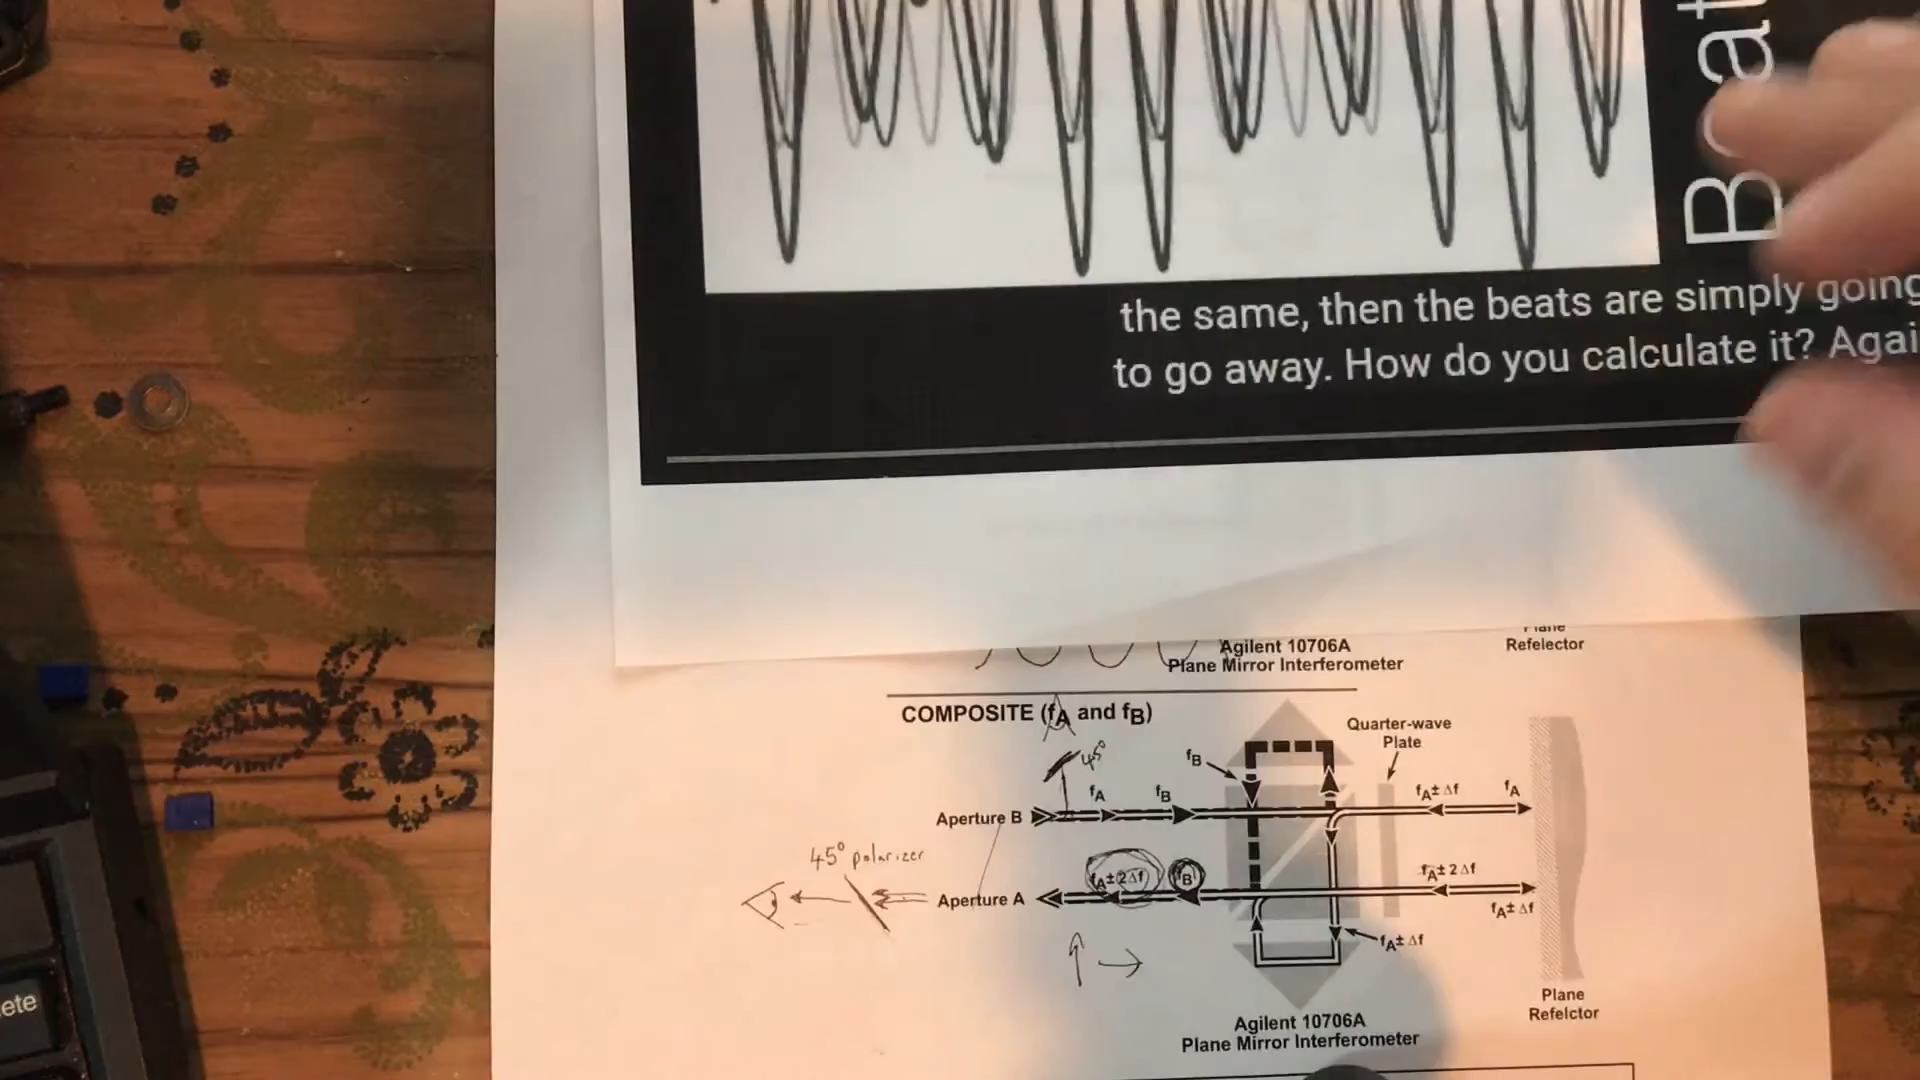 Beat
the same, then the beats are simply going
to go away. How do you calculate it? Agai
Agilent 10706A
Plane Mirror Interferometer
Plane
Refelector
COMPOSITE (fA and fB)
Quarter-wave
Plate
45°
fB
fA
fB
fA± Δf
fA
Aperture B
45° polarizer
fA±2Δf
fB
fA± 2 Δf
Aperture A
fA± Δf
fA± Δf
Plane
Refelctor
Agilent 10706A
Plane Mirror Interferometer
ete